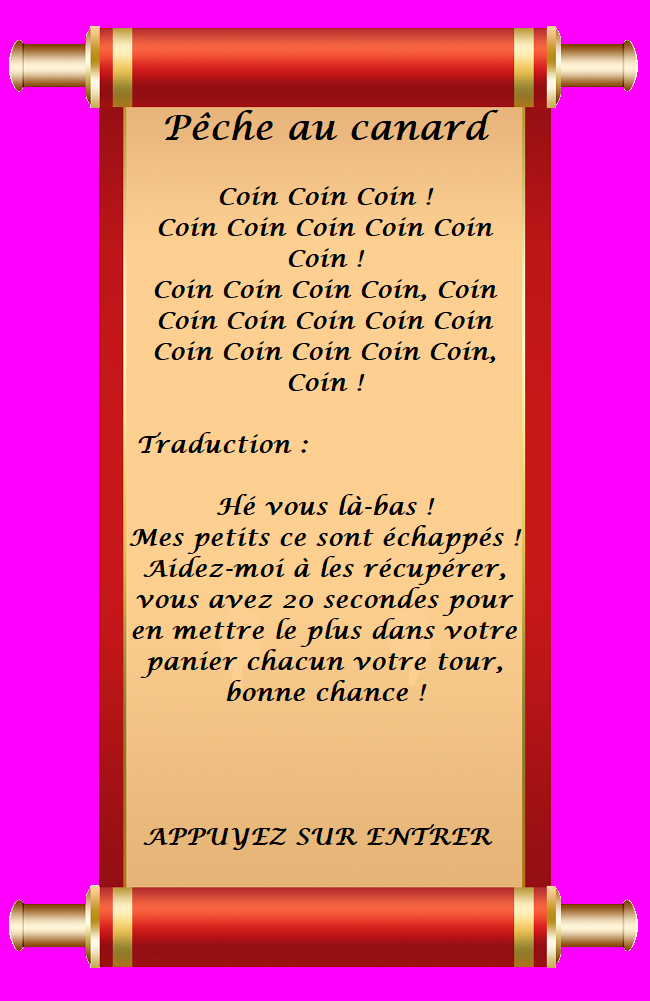 Pêche au canard
Coin Coin Coin !
Coin Coin Coin Coin Coin
Coin !
Coin Coin Coin Coin, Coin
Coin Coin Coin Coin Coin
Coin Coin Coin Coin Coin,
Coin !
Traduction :
Hé vous là-bas !
Mes petits ce sont échappés !
Aidez-moi à les récupérer,
vous avez 20 secondes pour
en mettre le plus dans votre
panier chacun votre tour,
bonne chance !
APPUYEZ SUR ENTRER